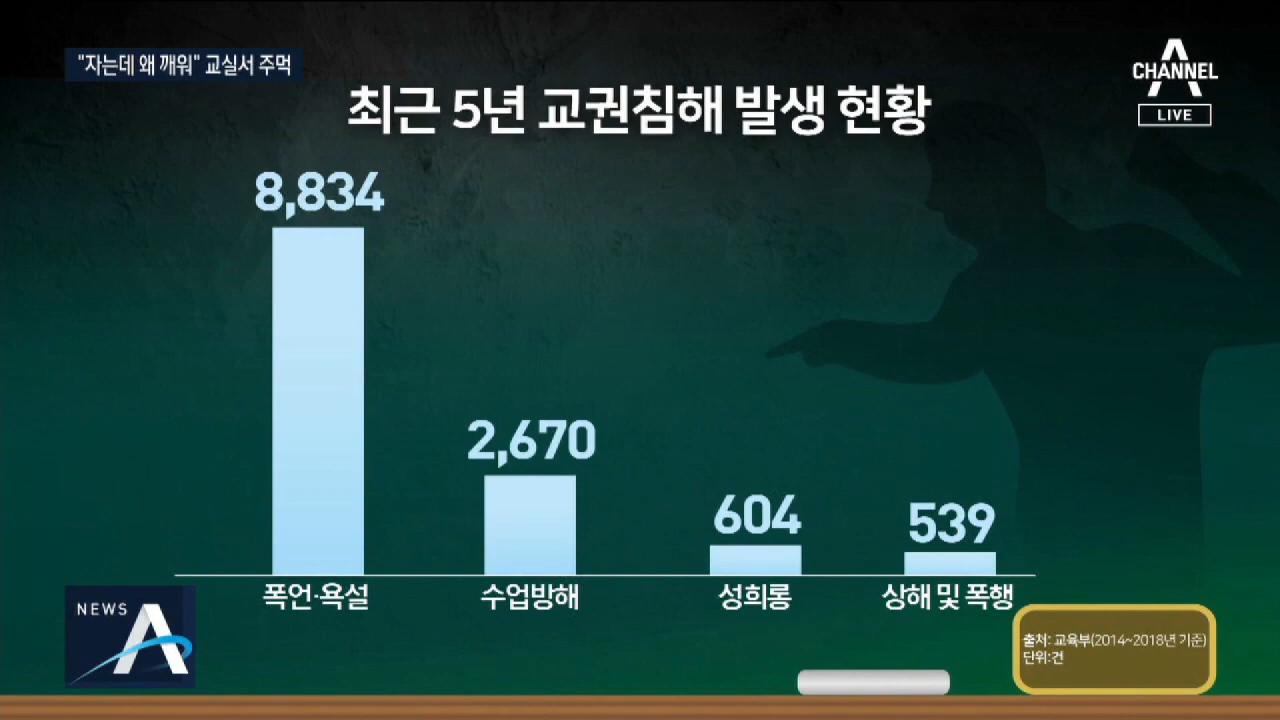 "자는데 왜 깨워" 교실서 주먹
CHANNEL A
LIVE
최근 5년 교권침해 발생 현황
8,834
2,670
604
539
폭언·욕설
수업방해
성희롱
상해 및 폭행
NEWS A
출처: 교육부(2014~2018년 기준)
단위:건